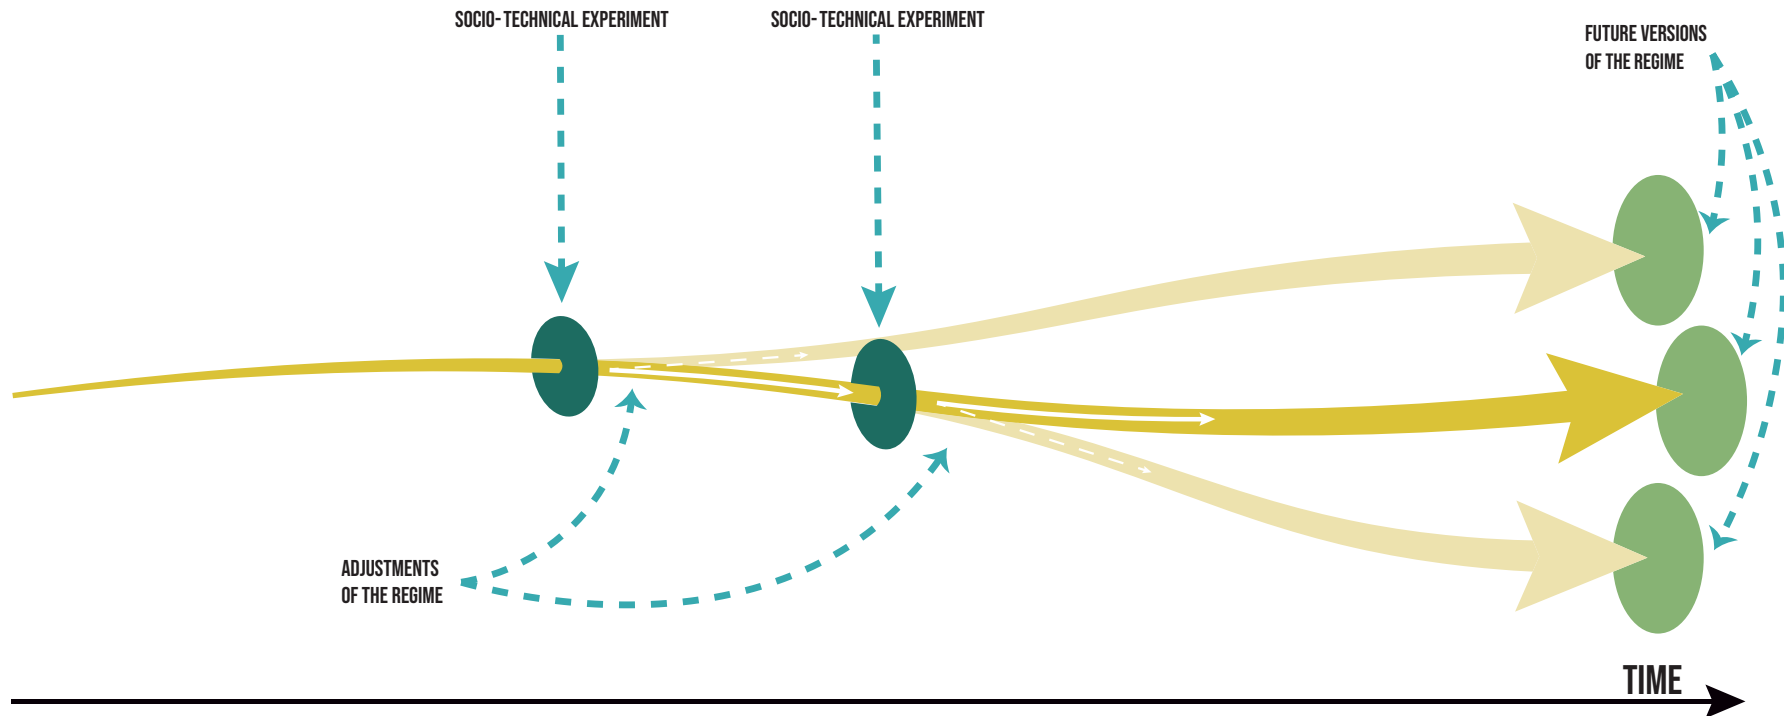 SOCIO-TECHNICAL EXPERIMENT
SOCIO-TECHNICAL EXPERIMENT
FUTURE VERSIONS
OF THE REGIME
ADJUSTMENTS
OF THE REGIME
TIME